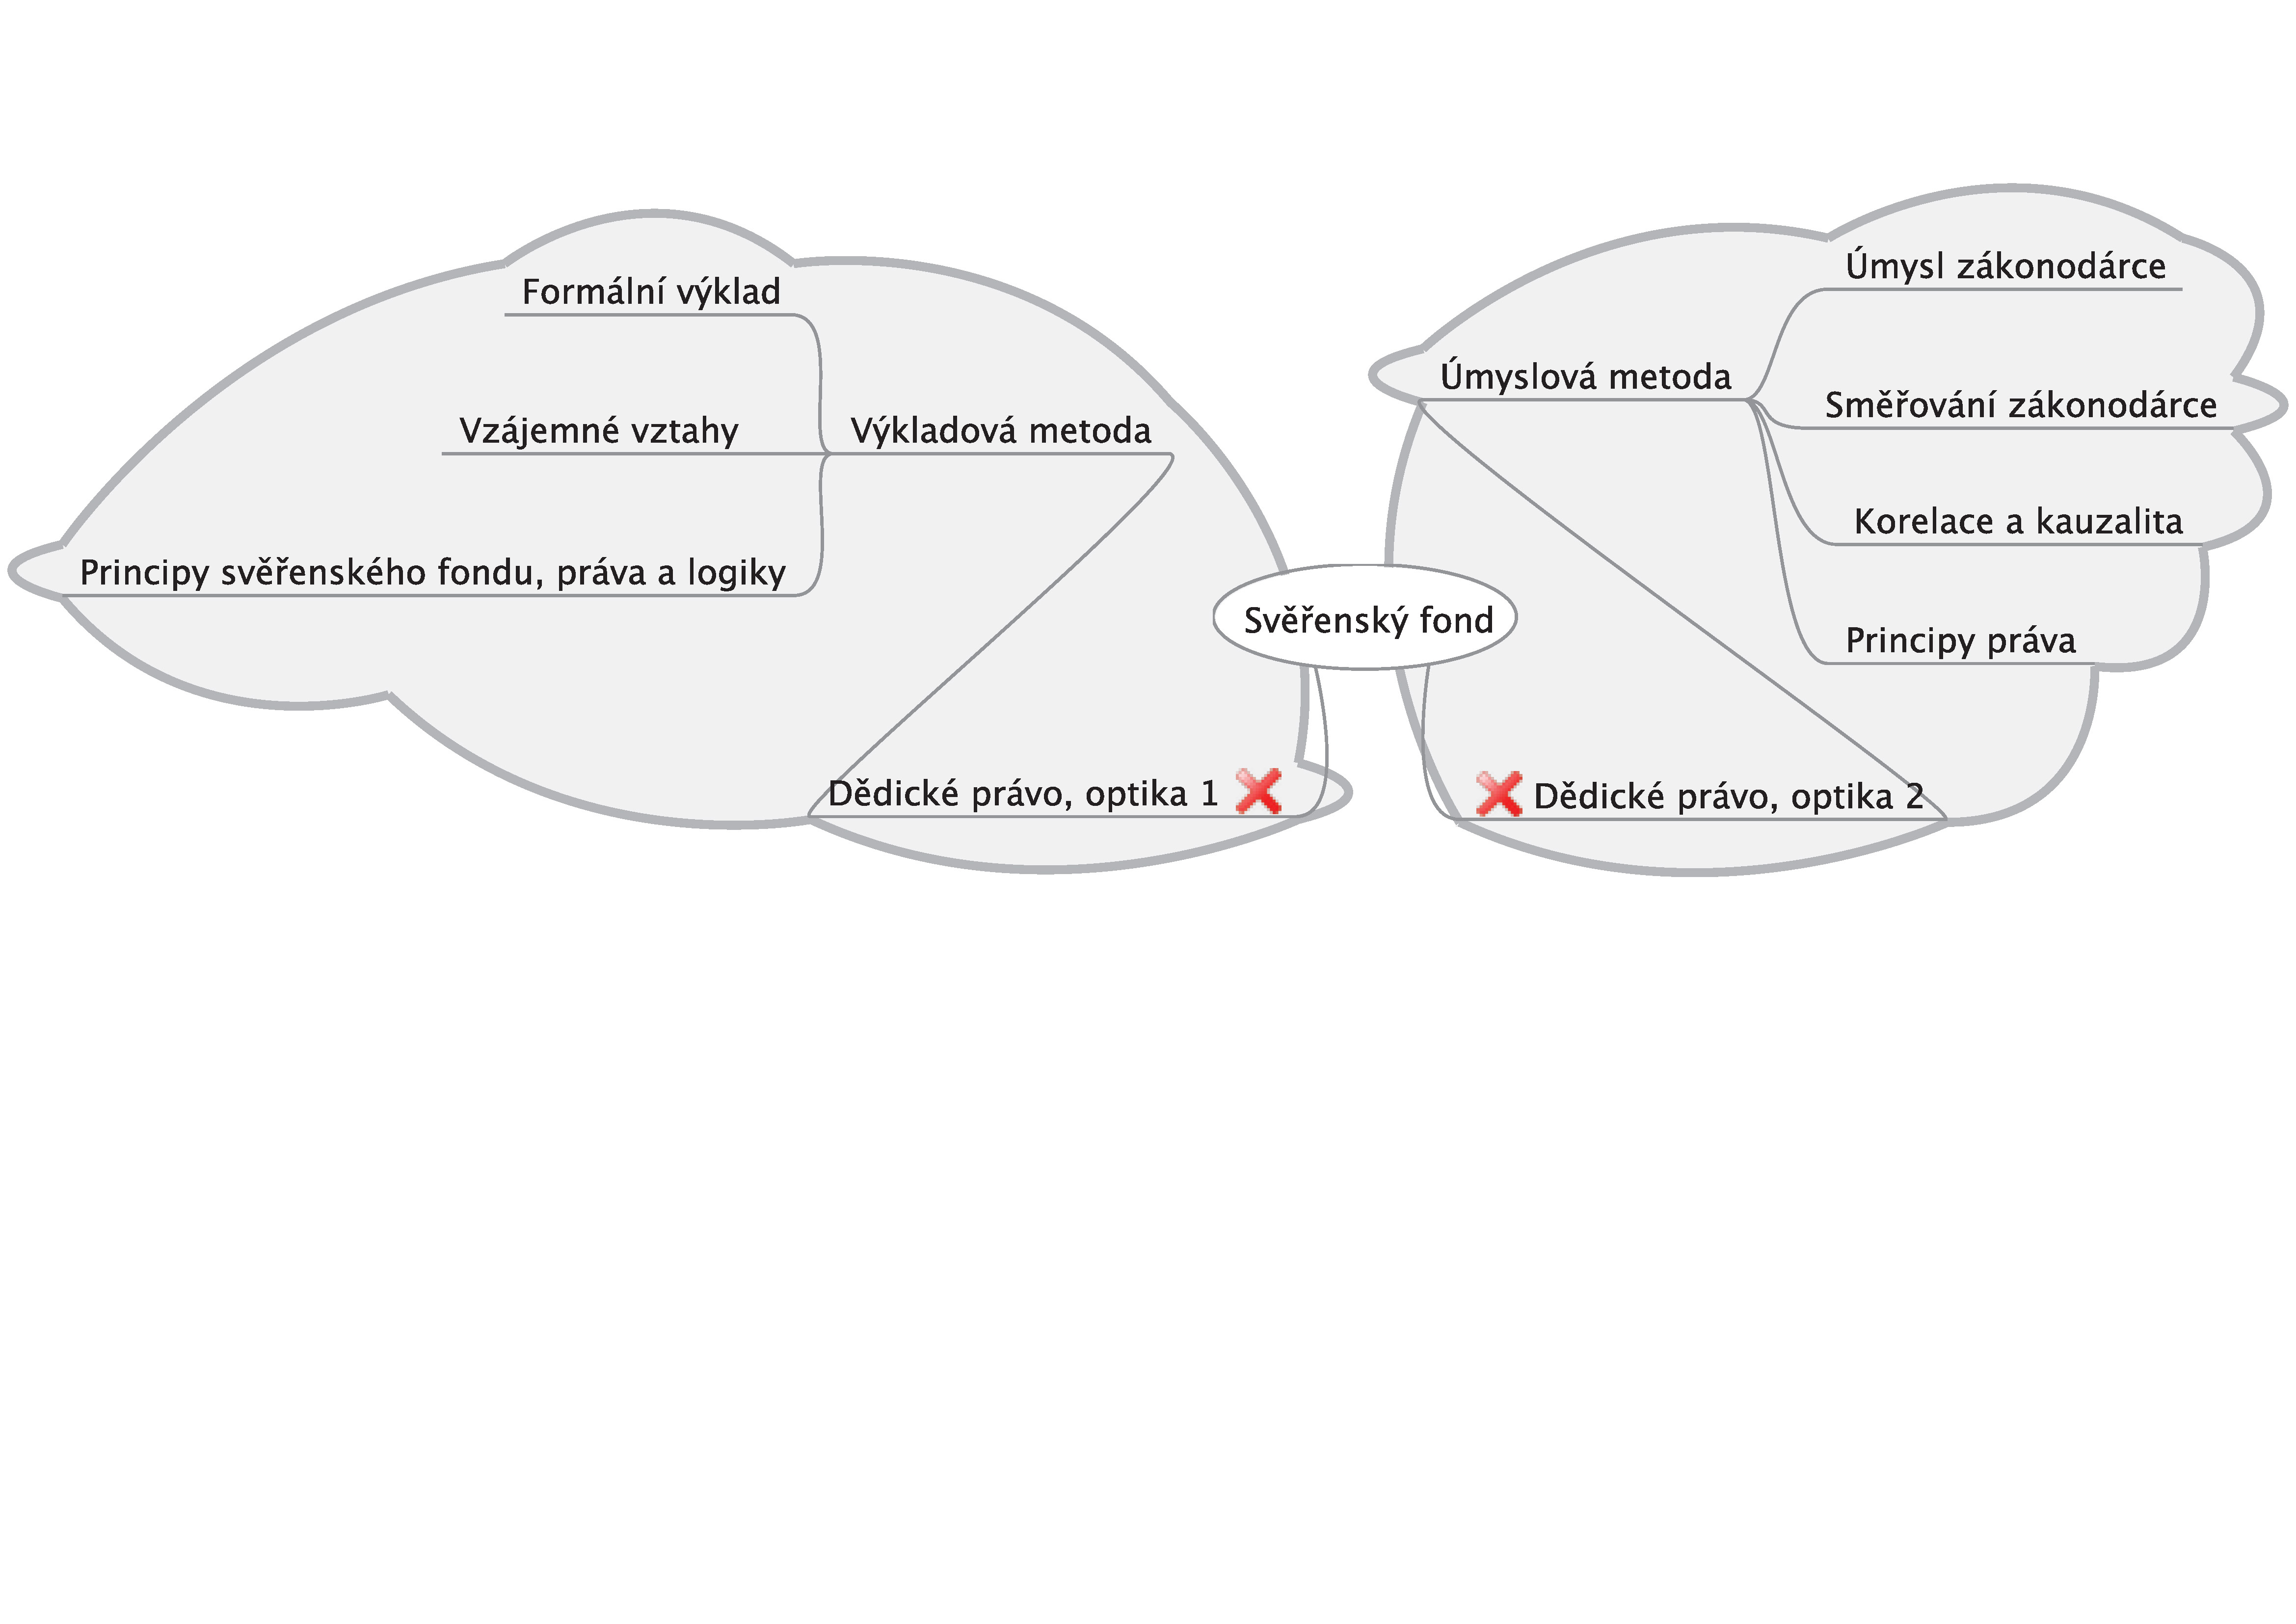 Formální výklad
Vzájemné vztahy
Výkladová metoda
Principy svěřenského fondu, práva a logiky
Dědické právo, optika 1
Svěřenský fond
Úmyslová metoda
Úmysl zákonodárce
Směřování zákonodárce
Korelace a kauzalita
Principy práva
Dědické právo, optika 2